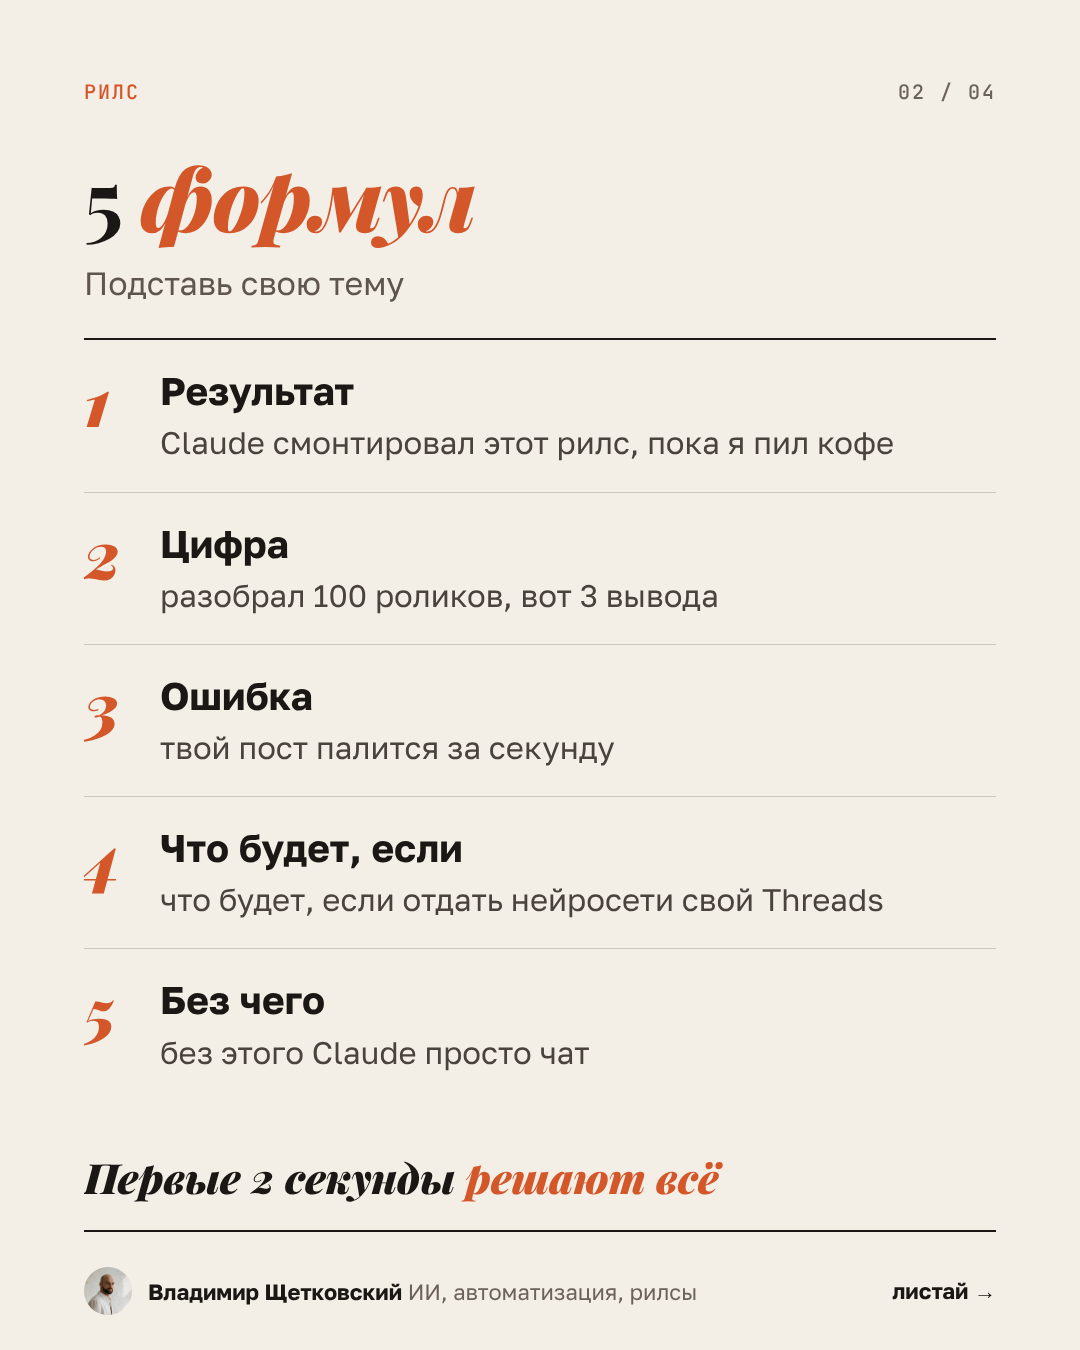 РИЛС
02 / 04
5 формул
Подставь свою тему
1
Результат
Claude смонтировал этот рилс, пока я пил кофе
2
Цифра
разобрал 100 роликов, вот 3 вывода
3
Ошибка
твой пост палится за секунду
4
Что будет, если
что будет, если отдать нейросети свой Threads
5
Без чего
без этого Claude просто чат
Первые 2 секунды решают всё
Владимир Щетковский ИИ, автоматизация, рилсы
листай →